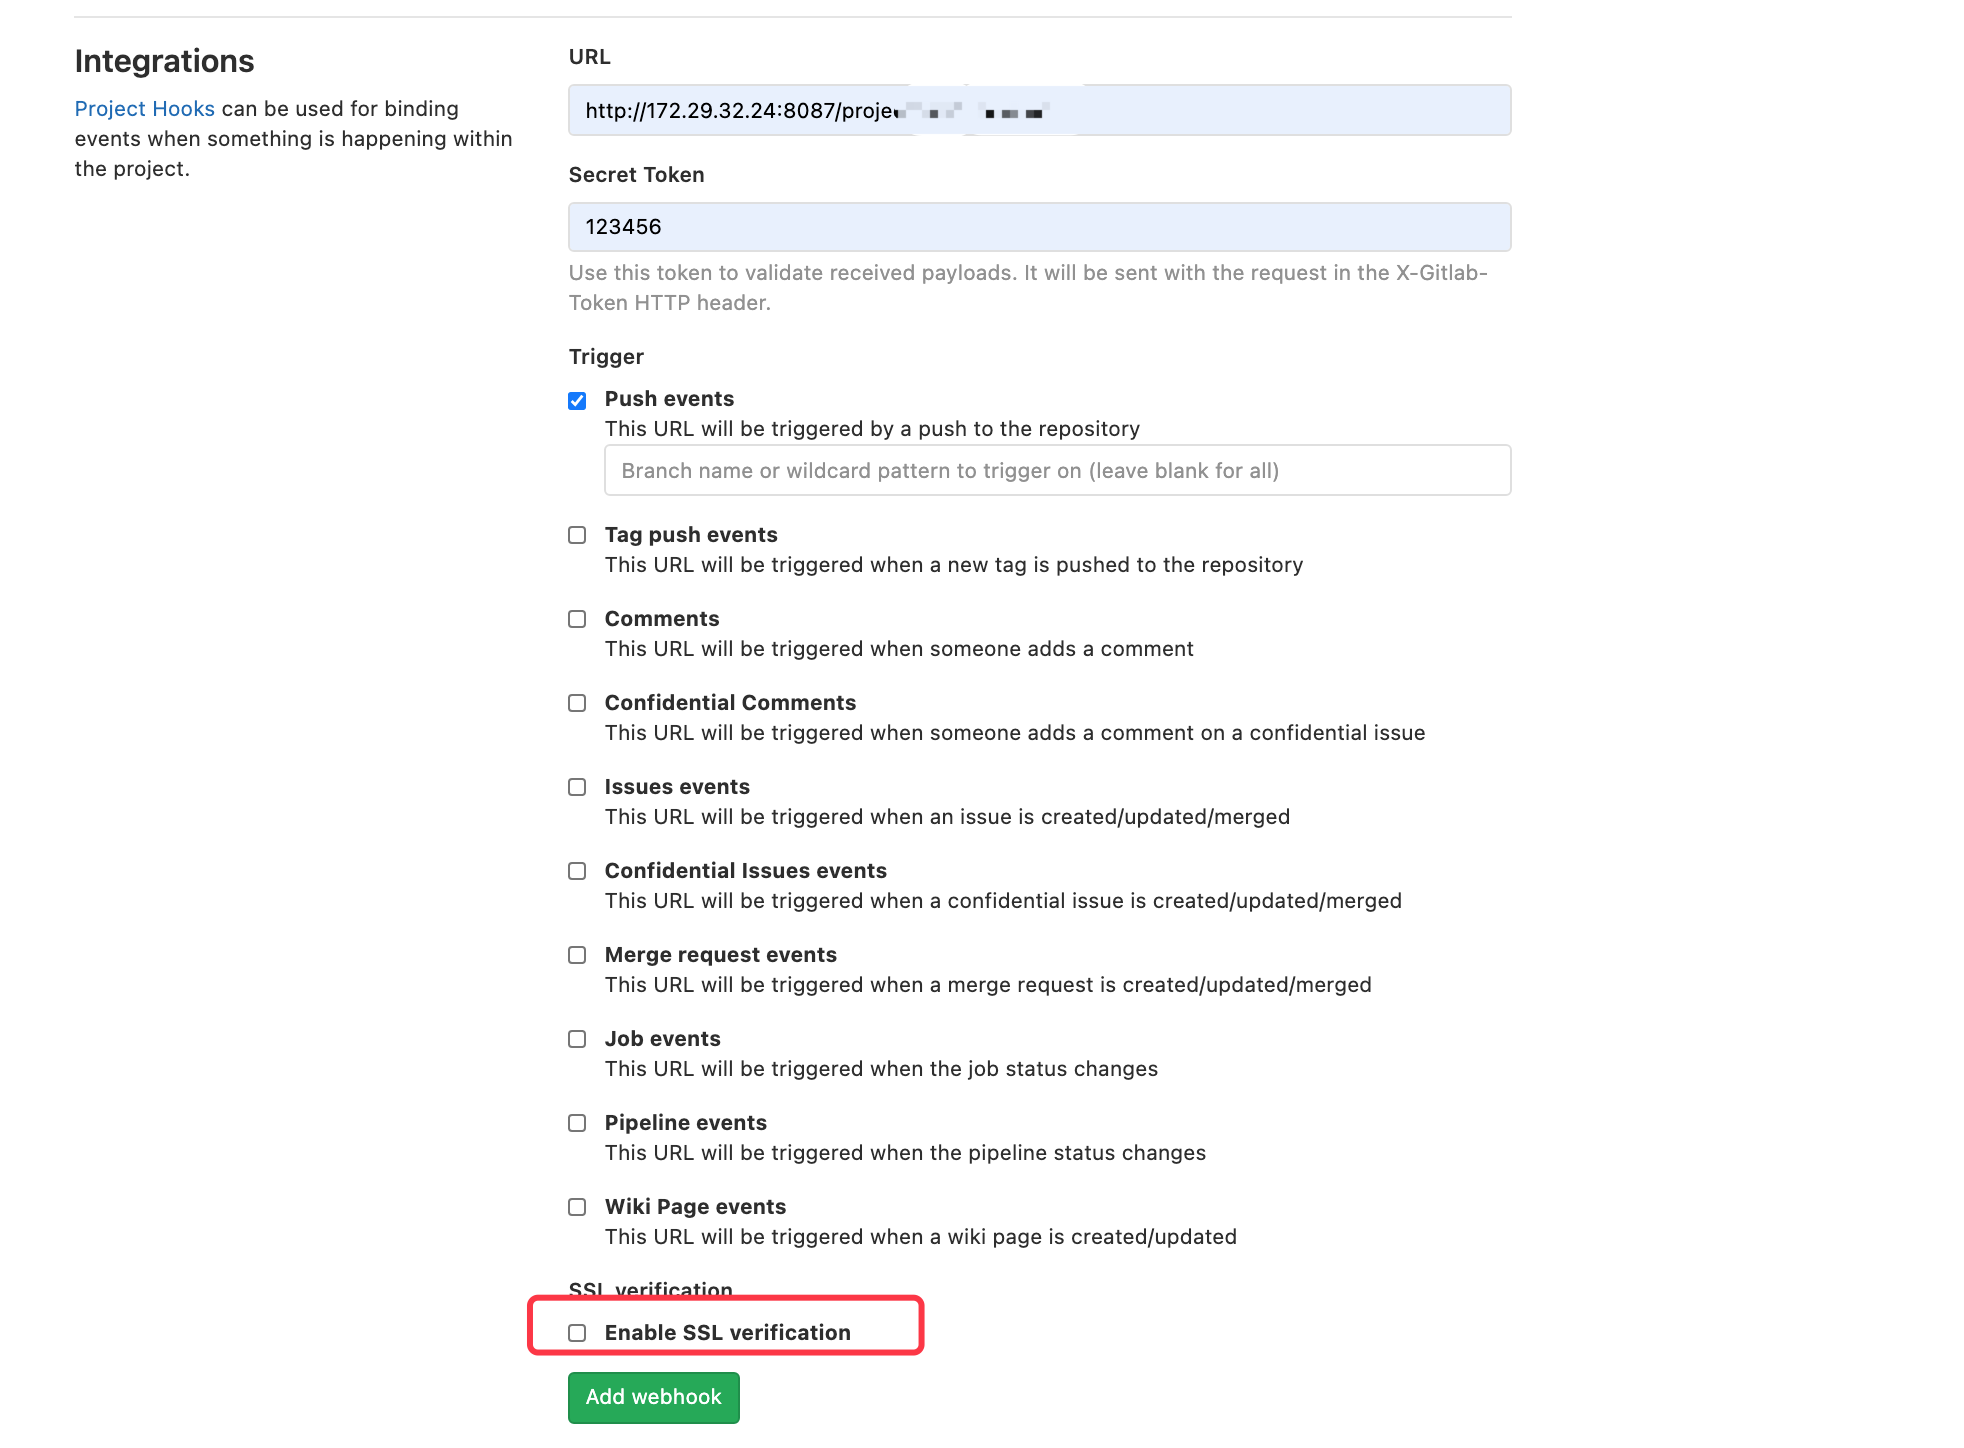 Integrations
Project Hooks can be used for binding
events when something is happening within
the project.
URL
http://172.29.32.24:8087/proje
Secret Token
123456
Use this token to validate received payloads. It will be sent with the request in the X-Gitlab-
Token HTTP header.
Trigger
Push events
This URL will be triggered by a push to the repository
Branch name or wildcard pattern to trigger on (leave blank for all)
Tag push events
This URL will be triggered when a new tag is pushed to the repository
Comments
This URL will be triggered when someone adds a comment
Confidential Comments
This URL will be triggered when someone adds a comment on a confidential issue
Issues events
This URL will be triggered when an issue is created/updated/merged
Confidential Issues events
This URL will be triggered when a confidential issue is created/updated/merged
Merge request events
This URL will be triggered when a merge request is created/updated/merged
Job events
This URL will be triggered when the job status changes
Pipeline events
This URL will be triggered when the pipeline status changes
Wiki Page events
This URL will be triggered when a wiki page is created/updated
SSL verification
Enable SSL verification
Add webhook